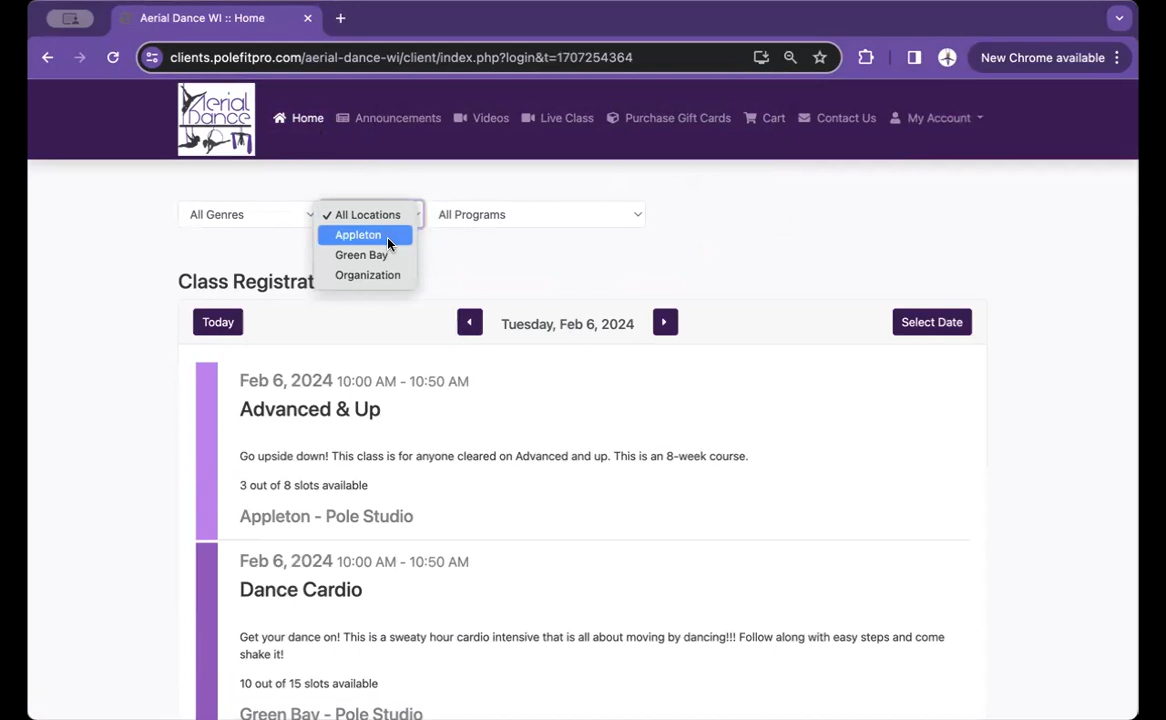 Aerial Dance WI :: Home
clients.polefitpro.com/aerial-dance-wi/client/index.php?login&t=1707254364
New Chrome available
Aerial
Dance
WI
Home Announcements Videos Live Class Purchase Gift Cards Cart Contact Us My Account
All Genres ✓ All Locations All Programs
Appleton
Green Bay
Organization
Class Registrat
Today Tuesday, Feb 6, 2024 Select Date
Feb 6, 2024 10:00 AM - 10:50 AM
Advanced & Up
Go upside down! This class is for anyone cleared on Advanced and up. This is an 8-week course.
3 out of 8 slots available
Appleton - Pole Studio
Feb 6, 2024 10:00 AM - 10:50 AM
Dance Cardio
Get your dance on! This is a sweaty hour cardio intensive that is all about moving by dancing!!! Follow along with easy steps and come
shake it!
10 out of 15 slots available
Green Bay - Pole Studio